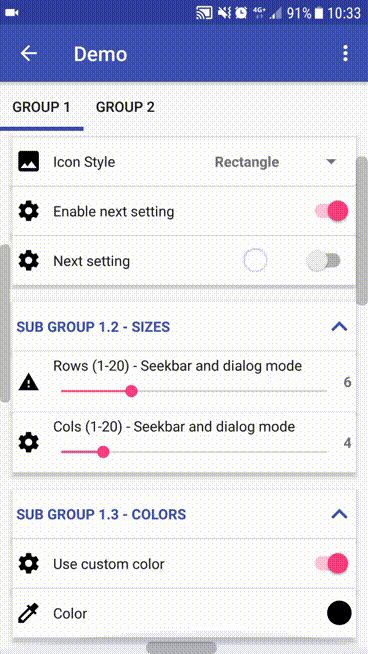 4G+ 91% 10:33
Demo
GROUP 1 GROUP 2
Icon Style Rectangle
Enable next setting
Next setting
SUB GROUP 1.2 - SIZES
Rows (1-20) - Seekbar and dialog mode
6
Cols (1-20) - Seekbar and dialog mode
4
SUB GROUP 1.3 - COLORS
Use custom color
Color